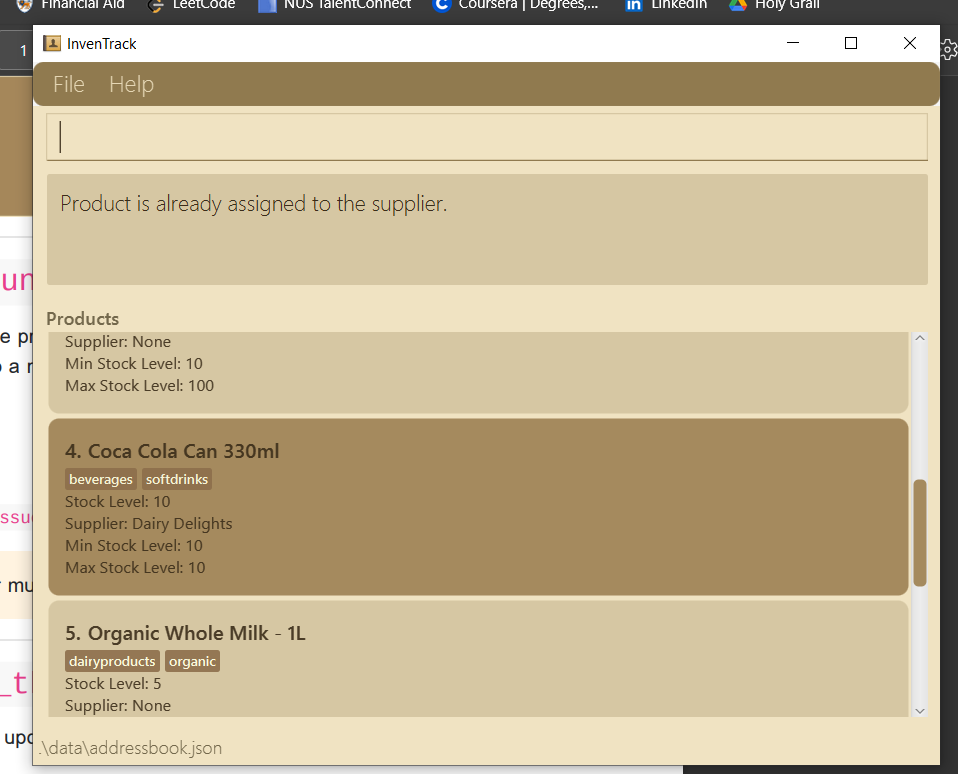 Financial Aid LeetCode NUS TalentConnect Coursera | Degrees,... LinkedIn Holy Grail
1
InvenTrack
File Help
Product is already assigned to the supplier.
Products
Supplier: None
Min Stock Level: 10
Max Stock Level: 100
4. Coca Cola Can 330ml
beverages softdrinks
Stock Level: 10
Supplier: Dairy Delights
Min Stock Level: 10
Max Stock Level: 10
5. Organic Whole Milk - 1L
dairyproducts organic
Stock Level: 5
Supplier: None
.\data\addressbook.json